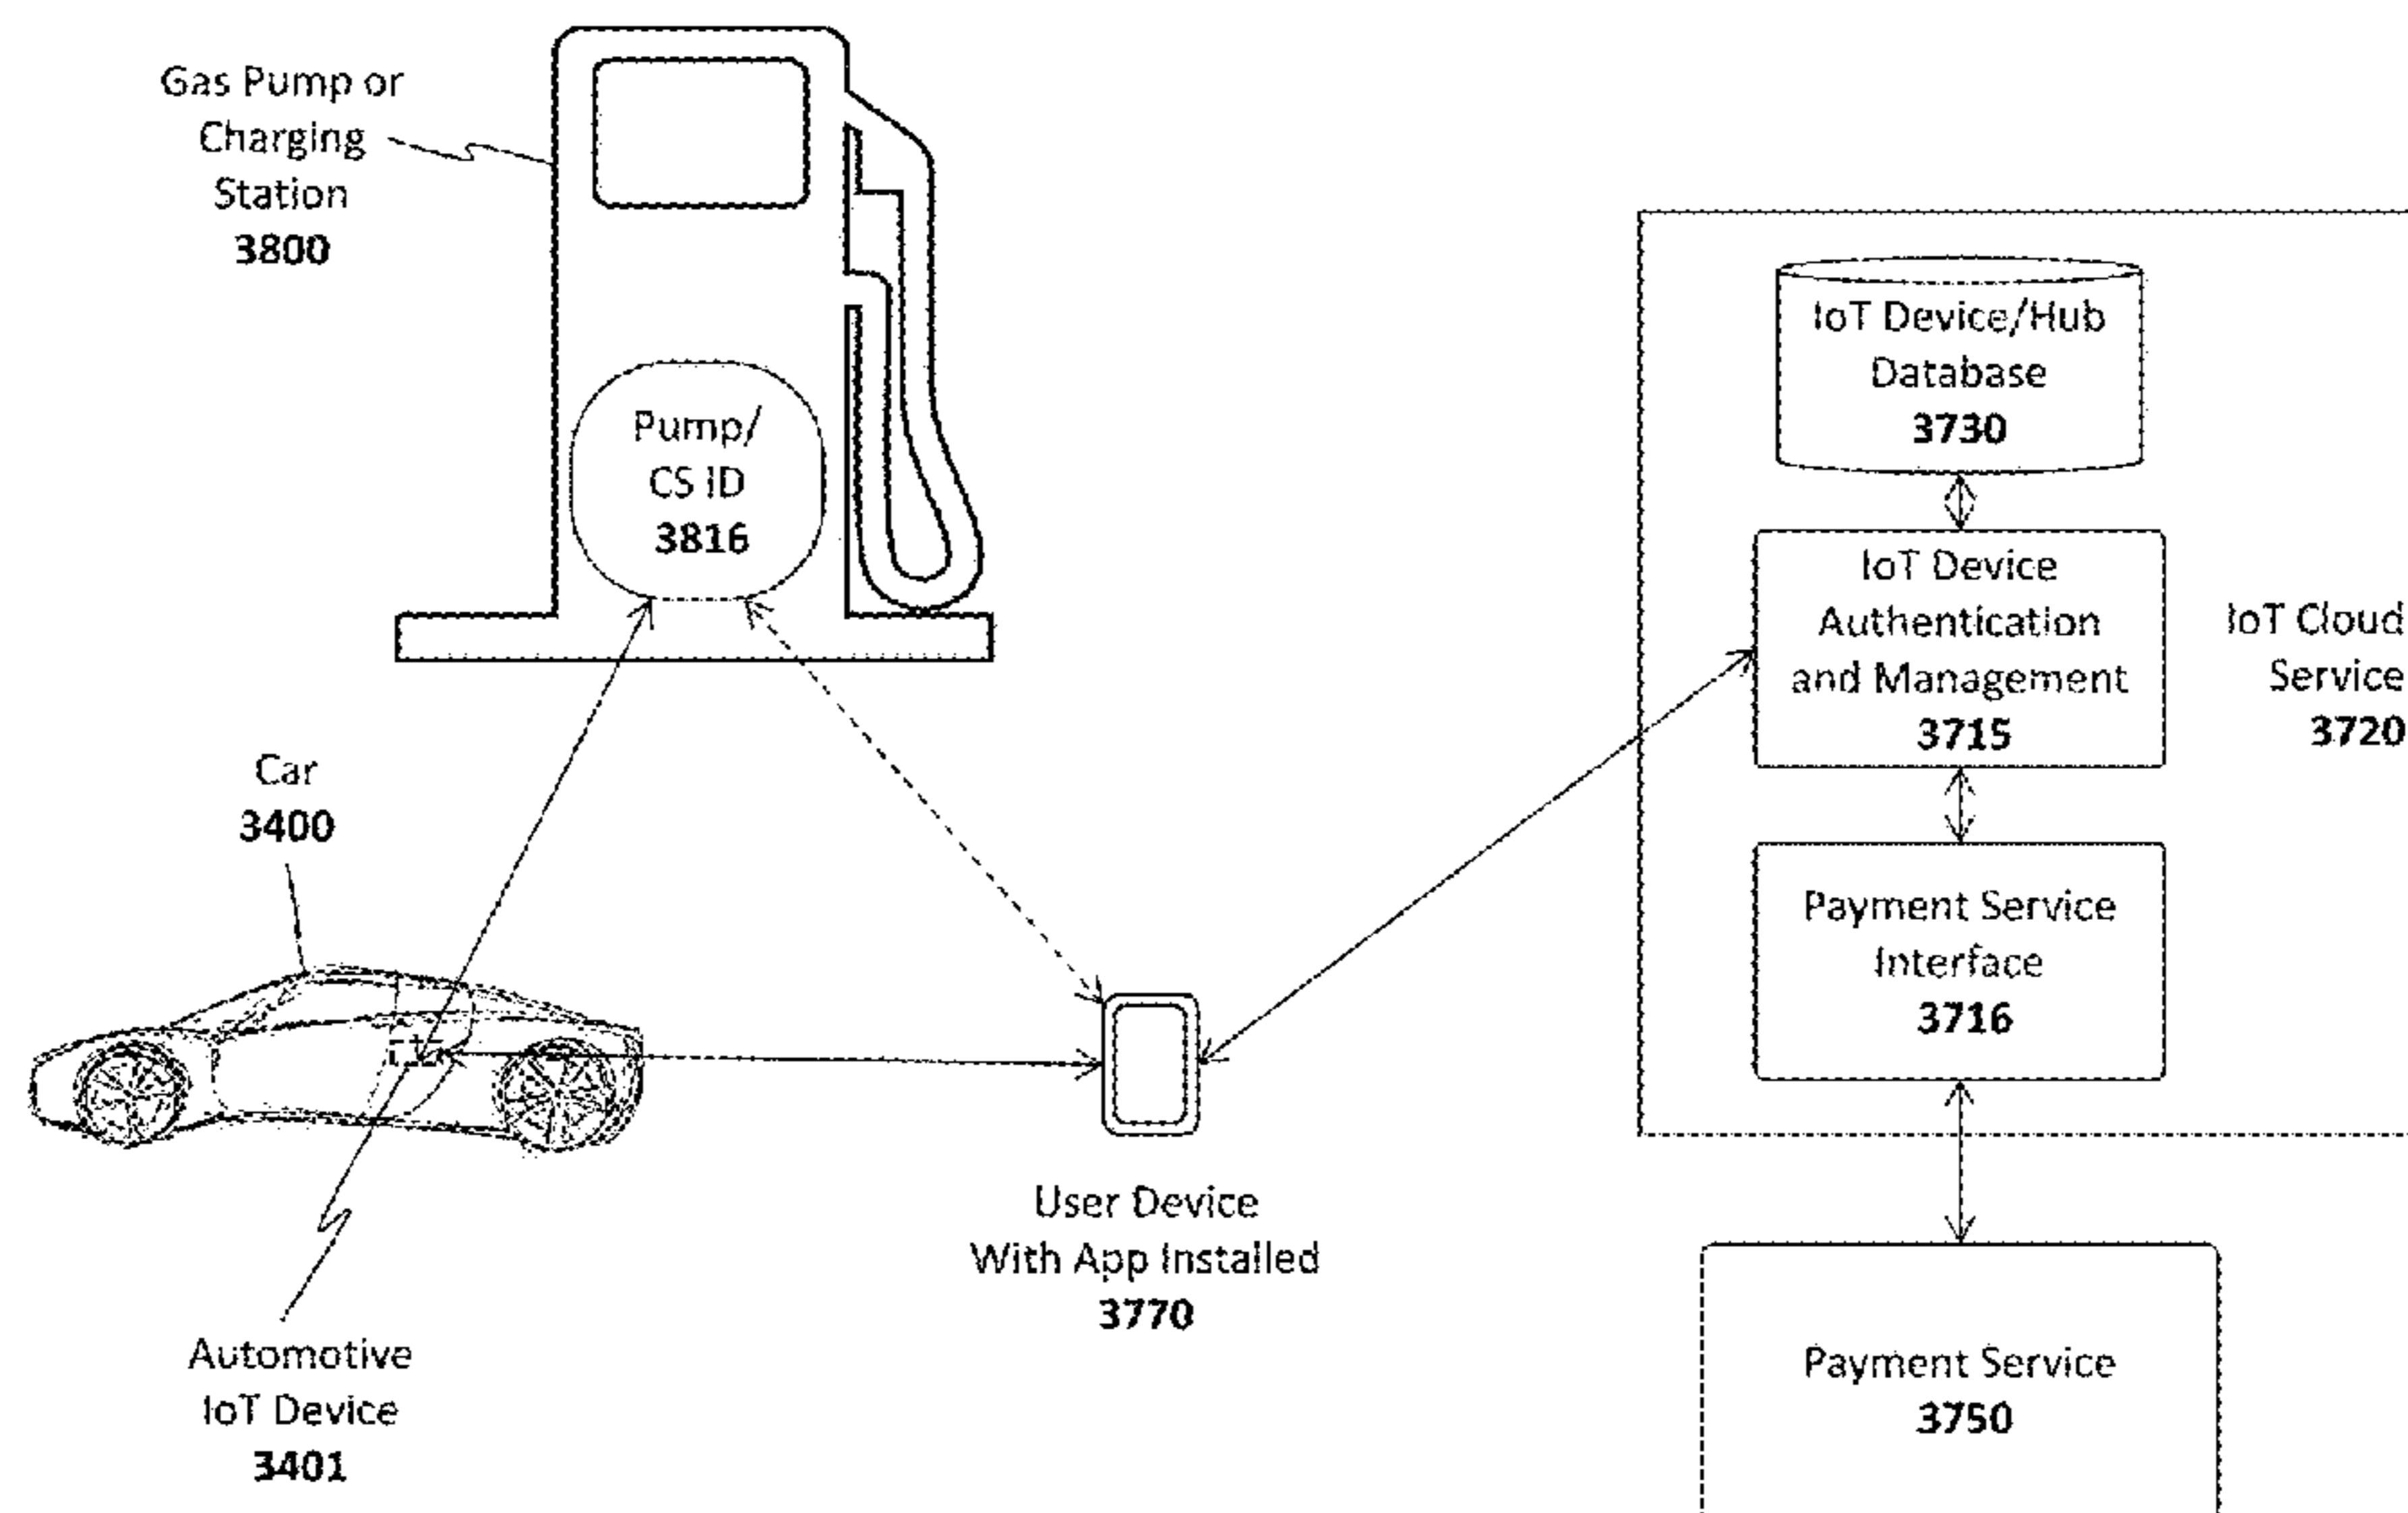 Gas Pump or
Charging
Station
3800
Pump/
CS ID
3816
Car
3400
Automotive
IoT Device
3401
User Device
With App Installed
3770
IoT Device/Hub
Database
3730
IoT Device
Authentication
and Management
3715
IoT Cloud
Service
3720
Payment Service
Interface
3716
Payment Service
3750